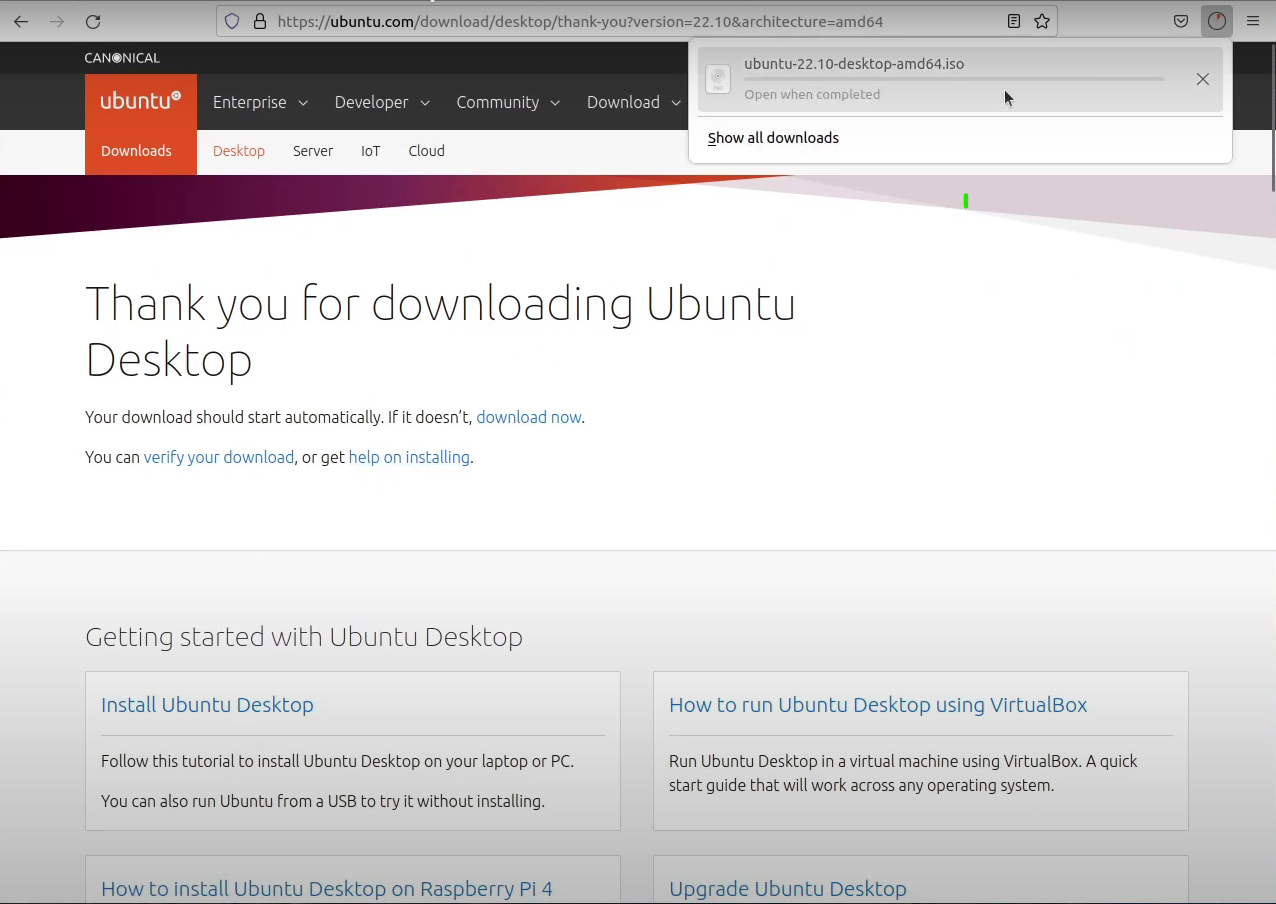 https://ubuntu.com/download/desktop/thank-you?version=22.10&architecture=amd64
CANONICAL
ubuntu
Enterprise
Developer
Community
Download
ubuntu-22.10-desktop-amd64.iso
Open when completed
Show all downloads
Downloads
Desktop
Server
IoT
Cloud
Thank you for downloading Ubuntu
Desktop
Your download should start automatically. If it doesn’t, download now.
You can verify your download, or get help on installing.
Getting started with Ubuntu Desktop
Install Ubuntu Desktop
Follow this tutorial to install Ubuntu Desktop on your laptop or PC.
You can also run Ubuntu from a USB to try it without installing.
How to run Ubuntu Desktop using VirtualBox
Run Ubuntu Desktop in a virtual machine using VirtualBox. A quick
start guide that will work across any operating system.
How to install Ubuntu Desktop on Raspberry Pi 4
Upgrade Ubuntu Desktop